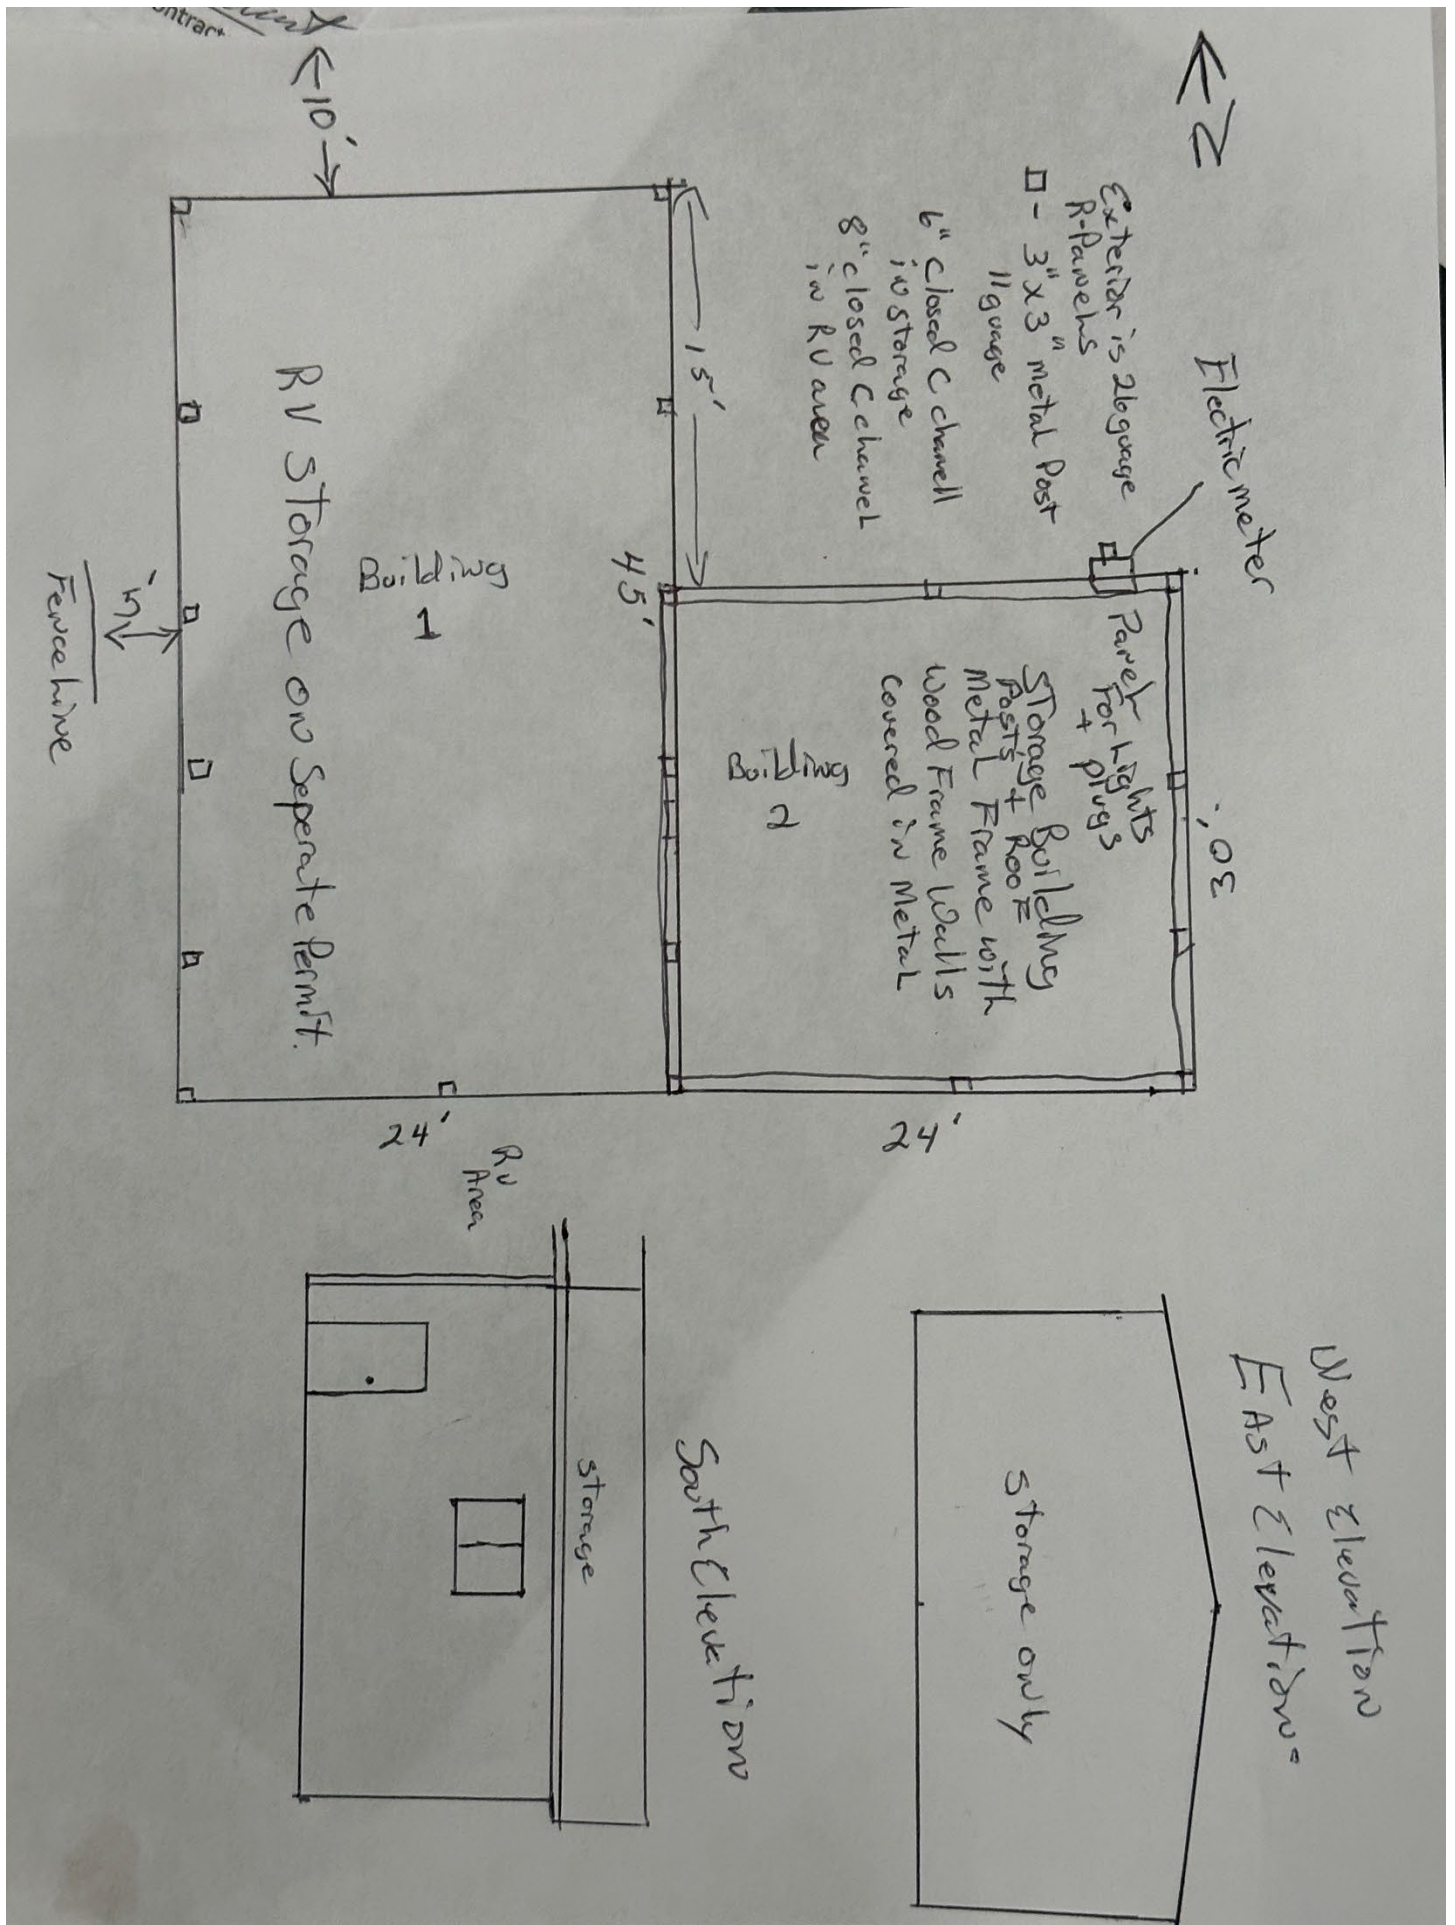 ontract
10'
N
Electric meter
Exterior is 26 guage
R-Panels
□ - 3" x 3" Metal Post
11 guage
6" closed C chanell
in storage
8" closed C channel
in RV area
15'
45'
30'
Panel
For Lights
+ plugs
Storage Building
Posts + Roof
Metal Frame with
Wood Frame Walls
covered in Metal
Building
2
Building
1
RV Storage on Seperate Permit.
5'
Fence line
24'
24'
RV
Area
West Elevation
East Elevation
Storage only
South Elevation
Storage